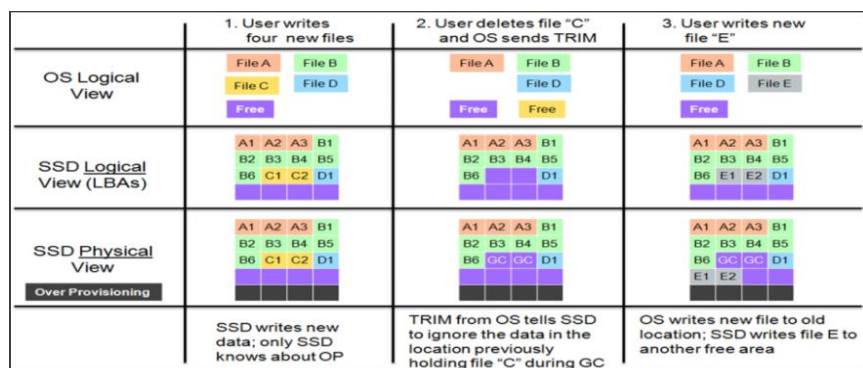 1. User writes
four new files
2. User deletes file “C”
and OS sends TRIM
3. User writes new
file “E”
OS Logical
View
File A
File B
File C
File D
Free
File A
File B
File D
Free
Free
File A
File B
File D
File E
Free
SSD Logical
View (LBAs)
A1 A2 A3 B1
B2 B3 B4 B5
B6 C1 C2 D1
A1 A2 A3 B1
B2 B3 B4 B5
B6 D1
A1 A2 A3 B1
B2 B3 B4 B5
B6 E1 E2 D1
SSD Physical
View
Over Provisioning
A1 A2 A3 B1
B2 B3 B4 B5
B6 C1 C2 D1
A1 A2 A3 B1
B2 B3 B4 B5
B6 GC GC D1
A1 A2 A3 B1
B2 B3 B4 B5
B6 GC GC D1
E1 E2
SSD writes new
data; only SSD
knows about OP
TRIM from OS tells SSD
to ignore the data in the
location previously
holding file “C” during GC
OS writes new file to old
location; SSD writes file E to
another free area